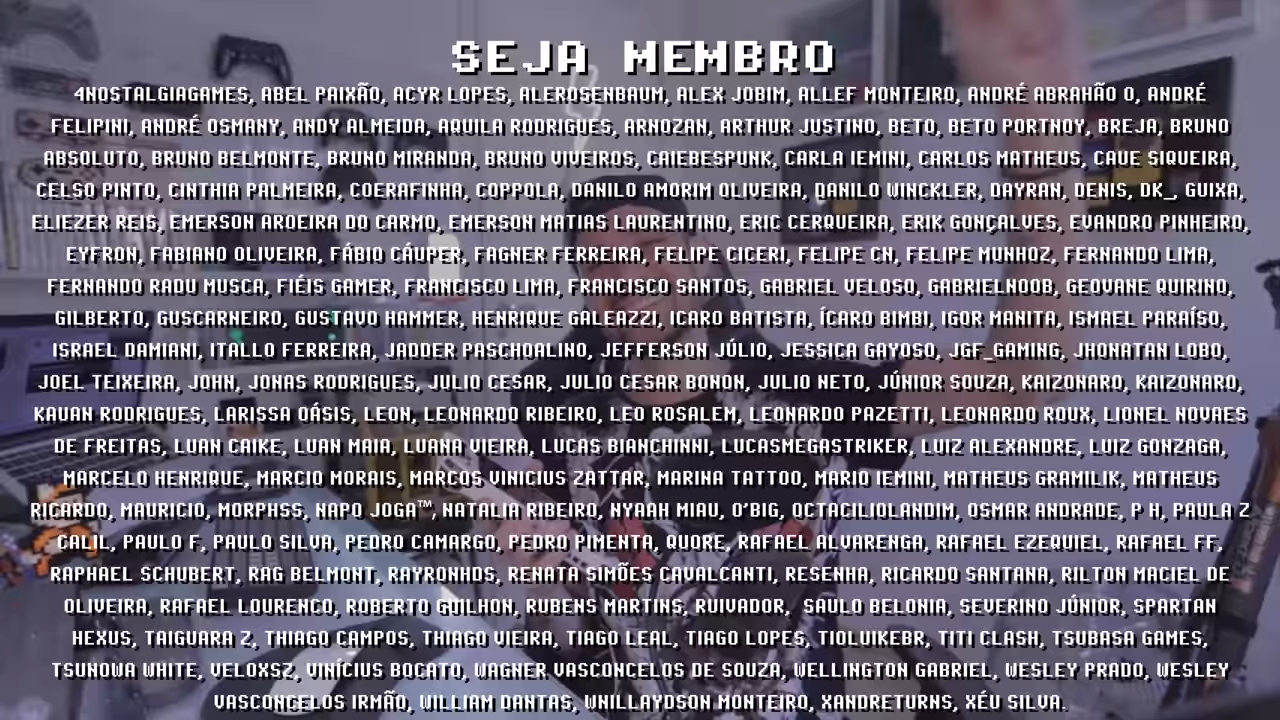 SEJA MEMBRO
4NOSTALGIAGAMES, ABEL PAIXÃO, ACYR LOPES, ALEROSENBAUM, ALEX JOBIM, ALLEF MONTEIRO, ANDRÉ ABRAHÃO O, ANDRÉ
FELIPINI, ANDRÉ OSMANY, ANDY ALMEIDA, AQUILA RODRIGUES, ARNOZAN, ARTHUR JUSTINO, BETO, BETO PORTNOY, BREJA, BRUNO
ABSOLUTO, BRUNO BELMONTE, BRUNO MIRANDA, BRUNO VIVEIROS, CAIEBESPUNK, CARLA IEMINI, CARLOS MATHEUS, CAUE SIQUEIRA,
CELSO PINTO, CINTHIA PALMEIRA, COERAFINHA, COPPOLA, DANILO AMORIM OLIVEIRA, DANILO WINCKLER, DAYRAN, DENIS, DK_, GUIXA,
ELIEZER REIS, EMERSON AROEIRA DO CARMO, EMERSON MATIAS LAURENTINO, ERIC CERQUEIRA, ERIK GONÇALVES, EVANDRO PINHEIRO,
EYFRON, FABIANO OLIVEIRA, FÁBIO CÁUPER, FAGNER FERREIRA, FELIPE CICERI, FELIPE CN, FELIPE MUNHOZ, FERNANDO LIMA,
FERNANDO RADU MUSCA, FIÉIS GAMER, FRANCISCO LIMA, FRANCISCO SANTOS, GABRIEL VELOSO, GABRIELNOOB, GEOVANE QUIRINO,
GILBERTO, GUSCARNEIRO, GUSTAVO HAMMER, HENRIQUE GALEAZZI, ICARO BATISTA, ÍCARO BIMBI, IGOR MANITA, ISMAEL PARAÍSO,
ISRAEL DAMIANI, ITALLO FERREIRA, JADDER PASCHOALINO, JEFFERSON JÚLIO, JESSICA GAYOSO, JGF_GAMING, JHONATAN LOBO,
JOEL TEIXEIRA, JOHN, JONAS RODRIGUES, JULIO CESAR, JULIO CESAR BONON, JULIO NETO, JÚNIOR SOUZA, KAIZONARO, KAIZONARO,
KAUAN RODRIGUES, LARISSA OÁSIS, LEON, LEONARDO RIBEIRO, LEO ROSALEM, LEONARDO PAZETTI, LEONARDO ROUX, LIONEL NOVAES
DE FREITAS, LUAN CAIKE, LUAN MAIA, LUANA VIEIRA, LUCAS BIANCHINNI, LUCASMEGASTRIKER, LUIZ ALEXANDRE, LUIZ GONZAGA,
MARCELO HENRIQUE, MARCIO MORAIS, MARCOS VINICIUS ZATTAR, MARINA TATTOO, MARIO IEMINI, MATHEUS GRAMILIK, MATHEUS
RICARDO, MAURICIO, MORPHSS, NAPO JOGA™, NATALIA RIBEIRO, NYAAH MIAU, O'BIG, OCTACILIOLANDIM, OSMAR ANDRADE, P H, PAULA Z
CALIL, PAULO F, PAULO SILVA, PEDRO CAMARGO, PEDRO PIMENTA, QUORE, RAFAEL ALVARENGA, RAFAEL EZEQUIEL, RAFAEL FF,
RAPHAEL SCHUBERT, RAG BELMONT, RAYRONHDS, RENATA SIMÕES CAVALCANTI, RESENHA, RICARDO SANTANA, RILTON MACIEL DE
OLIVEIRA, RAFAEL LOURENCO, ROBERTO GUILHON, RUBENS MARTINS, RUIVADOR, SAULO BELONIA, SEVERINO JÚNIOR, SPARTAN
HEXUS, TAIGUARA Z, THIAGO CAMPOS, THIAGO VIEIRA, TIAGO LEAL, TIAGO LOPES, TIOLUIKEBR, TITI CLASH, TSUBASA GAMES,
TSUNOWA WHITE, VELOXSZ, VINÍCIUS BOCATO, WAGNER VASCONCELOS DE SOUZA, WELLINGTON GABRIEL, WESLEY PRADO, WESLEY
VASCONCELOS IRMÃO, WILLIAM DANTAS, WNILLAYDSON MONTEIRO, XANDRETURNS, XÉU SILVA.